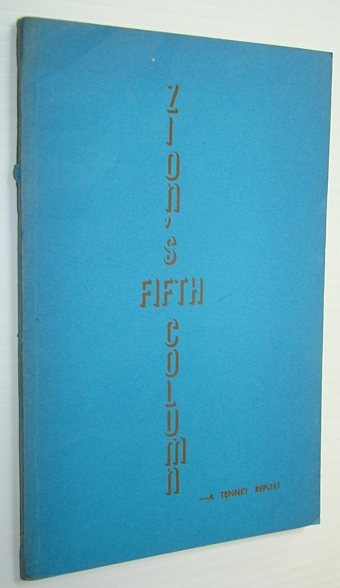 ZION'S
FIFTH
COLUMN
—A TENNEY REPORT